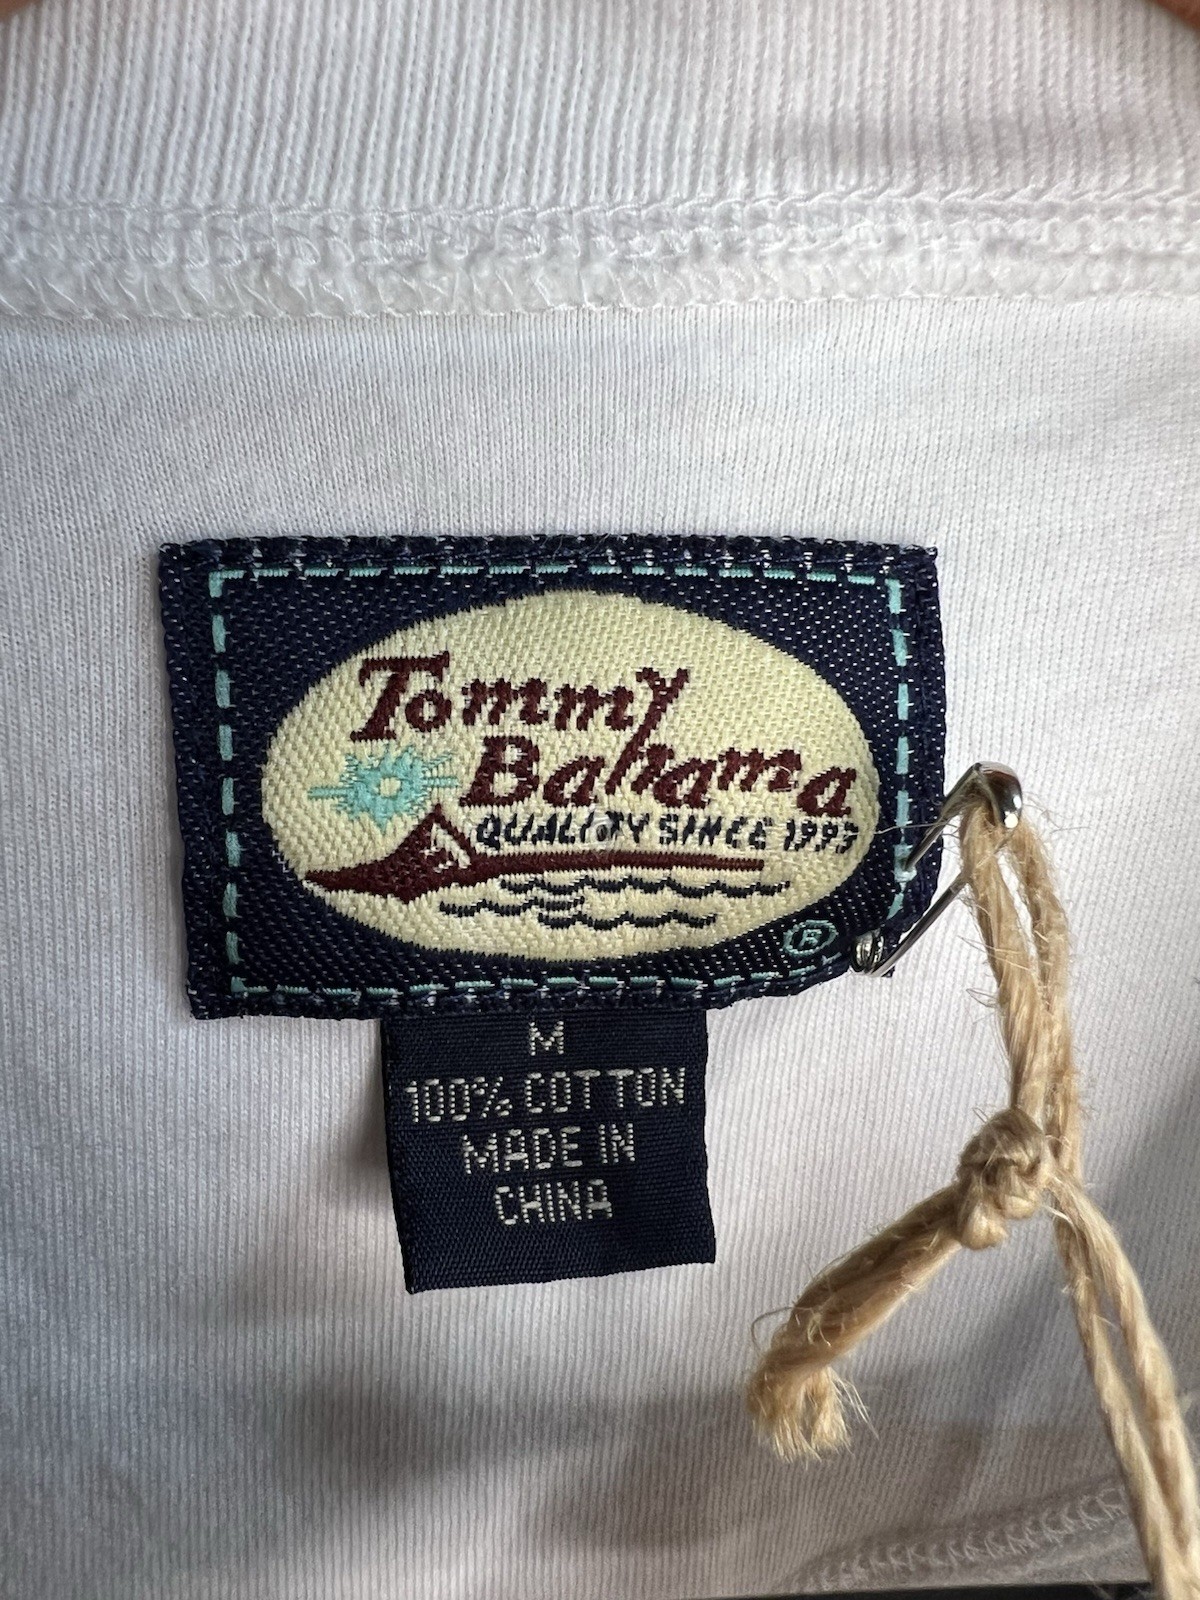 Tommy
Bahama
QUALITY SINCE 1993
®
M
100% COTTON
MADE IN
CHINA